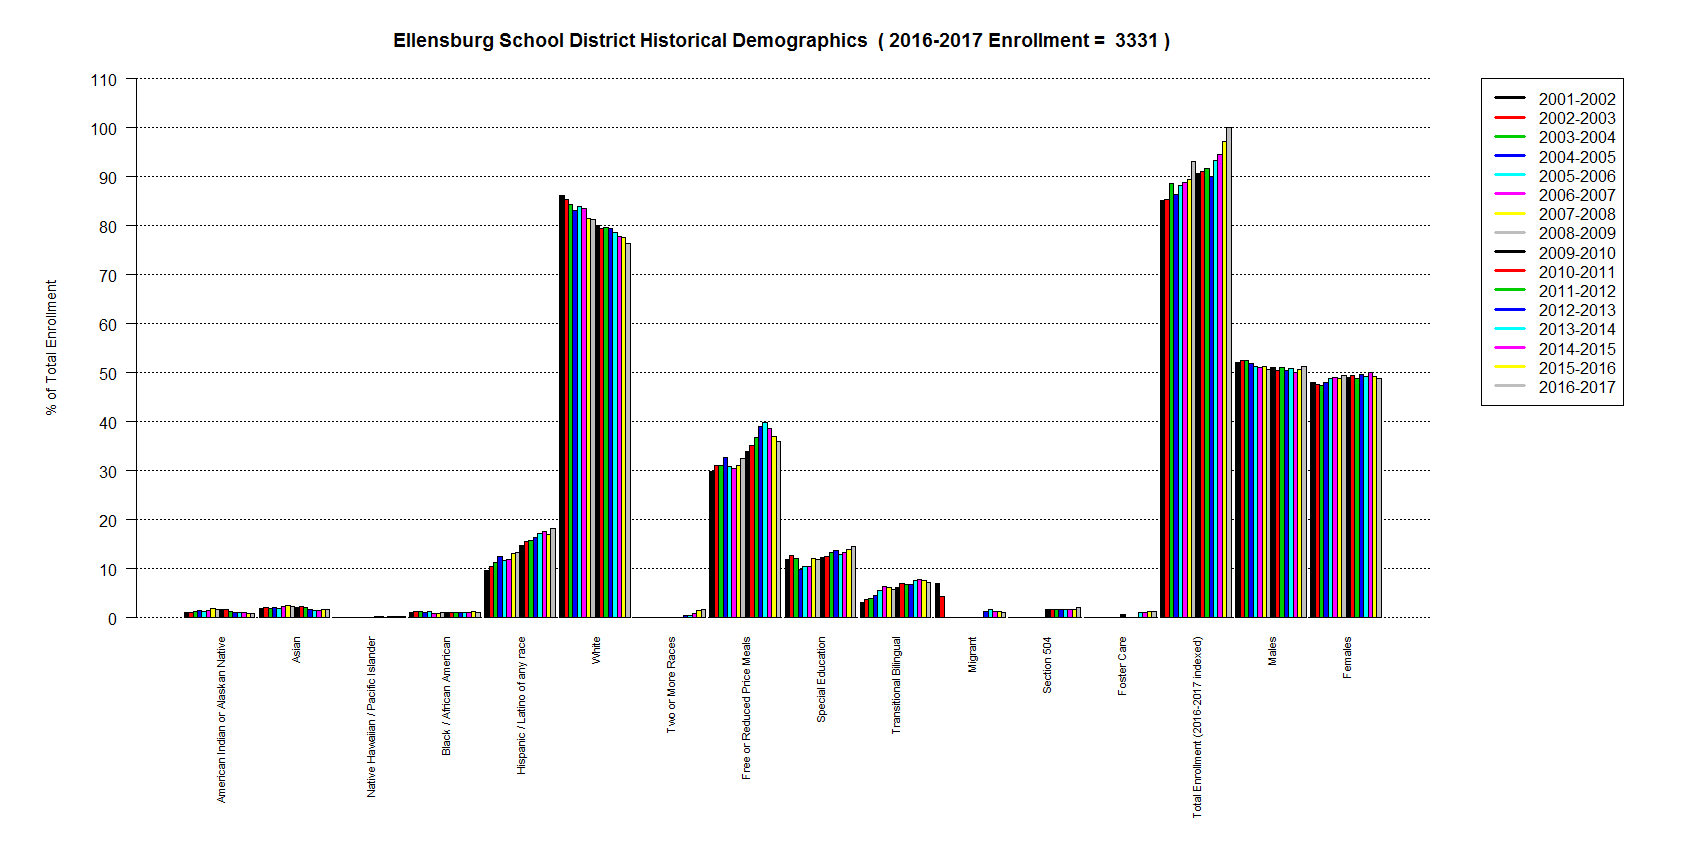 Ellensburg School District Historical Demographics ( 2016-2017 Enrollment = 3331 )
% of Total Enrollment
110
100
90
80
70
60
50
40
30
20
10
0
American Indian or Alaskan Native
Asian
Native Hawaiian / Pacific Islander
Black / African American
Hispanic / Latino of any race
White
Two or More Races
Free or Reduced Price Meals
Special Education
Transitional Bilingual
Migrant
Section 504
Foster Care
Total Enrollment (2016-2017 indexed)
Males
Females
2001-2002
2002-2003
2003-2004
2004-2005
2005-2006
2006-2007
2007-2008
2008-2009
2009-2010
2010-2011
2011-2012
2012-2013
2013-2014
2014-2015
2015-2016
2016-2017